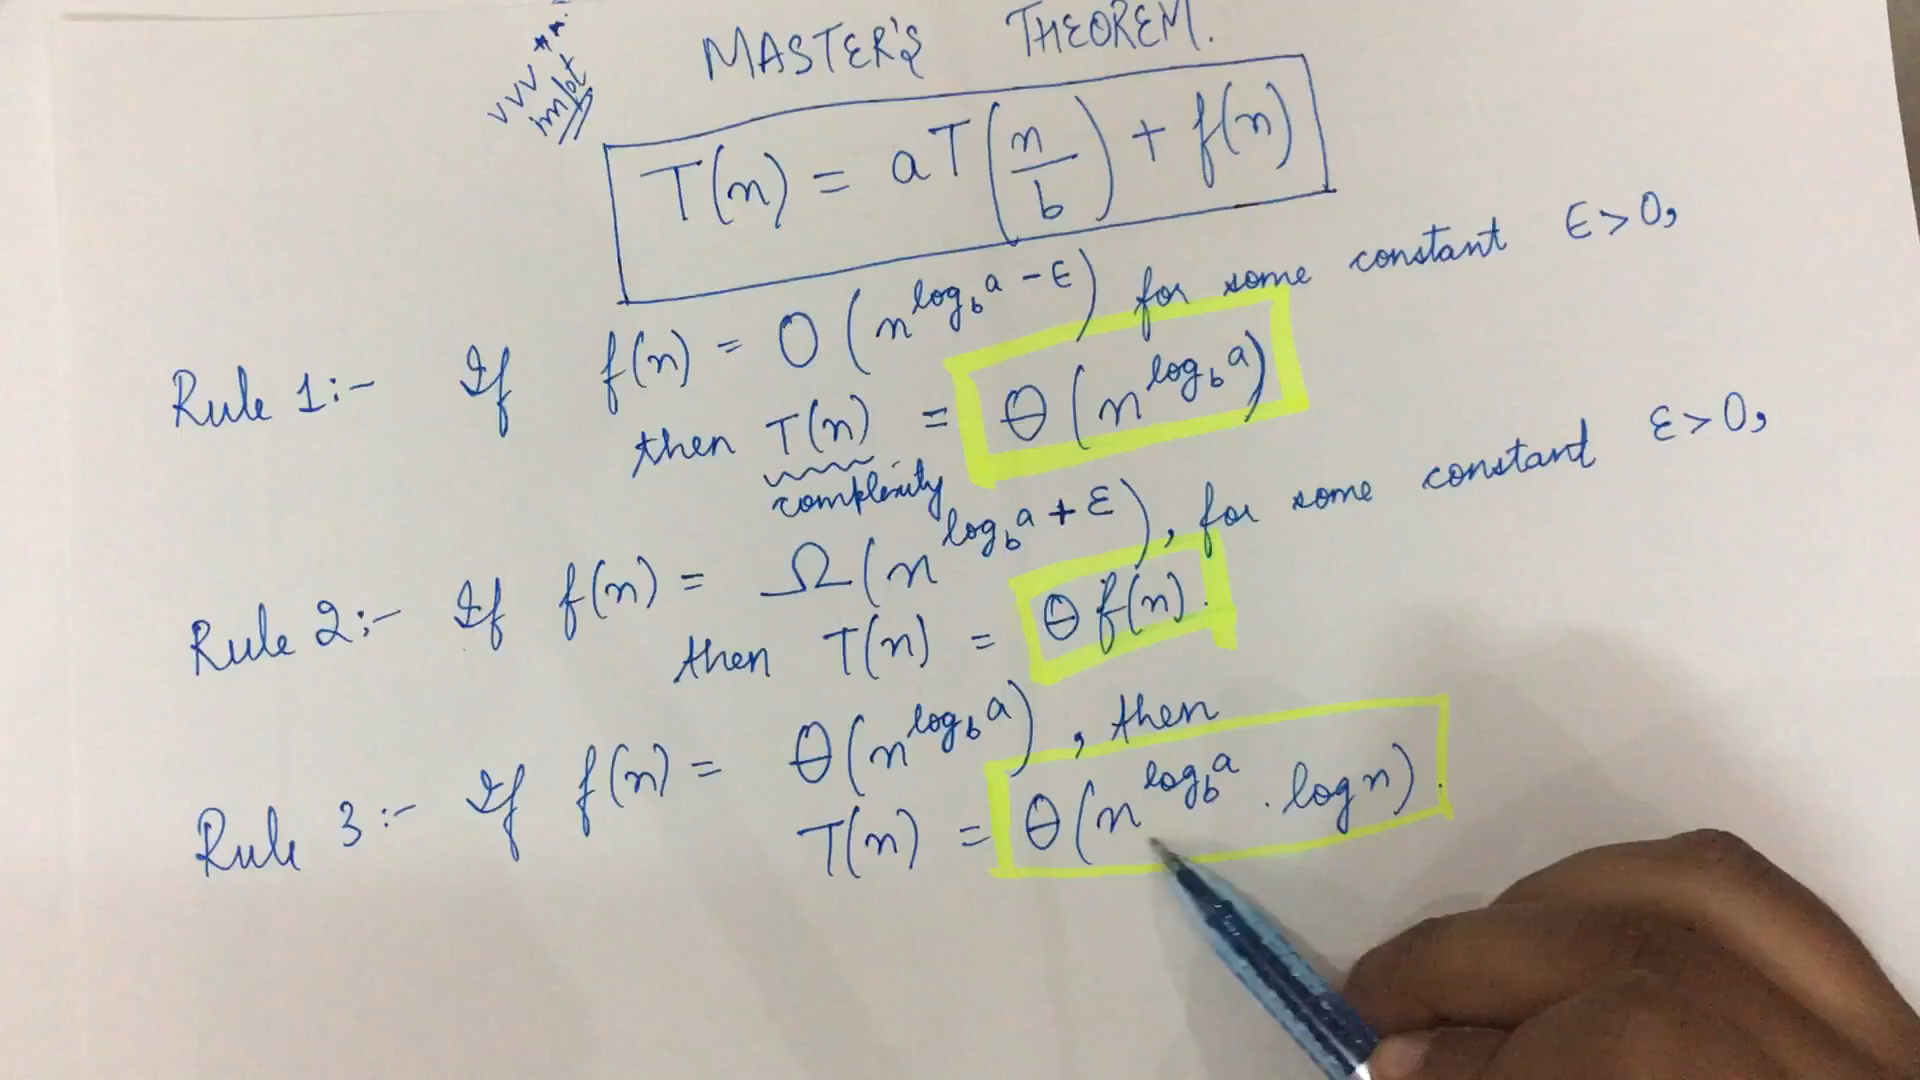 VVV **.
impt
MASTER'S THEOREM.
T(n) = aT(n/b) + f(n)
Rule 1:- If f(n) = O(n^(log_b a - ε)) for some constant ε>0,
then T(n) = θ(n^(log_b a))
complexity
Rule 2:- If f(n) = Ω(n^(log_b a + ε)), for some constant ε>0,
then T(n) = θ f(n).
Rule 3:- If f(n) = θ(n^(log_b a)), then
T(n) = θ(n^(log_b a) . log n).